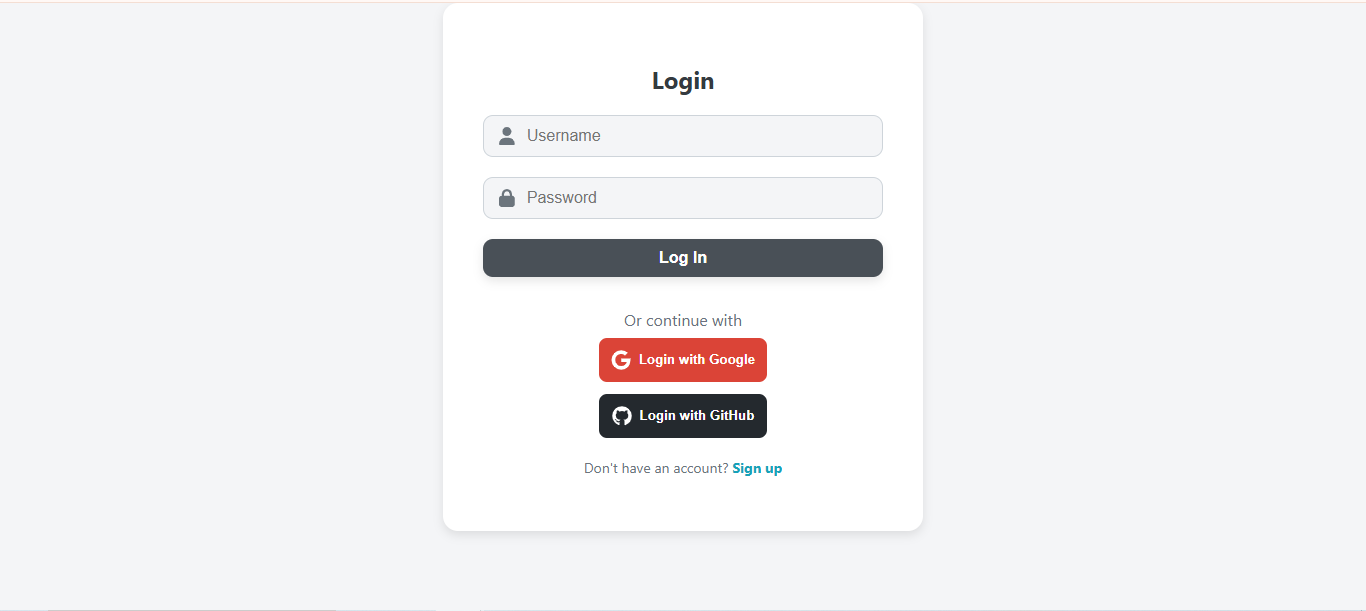 Login
Username
Password
Log In
Or continue with
Login with Google
Login with GitHub
Don't have an account? Sign up